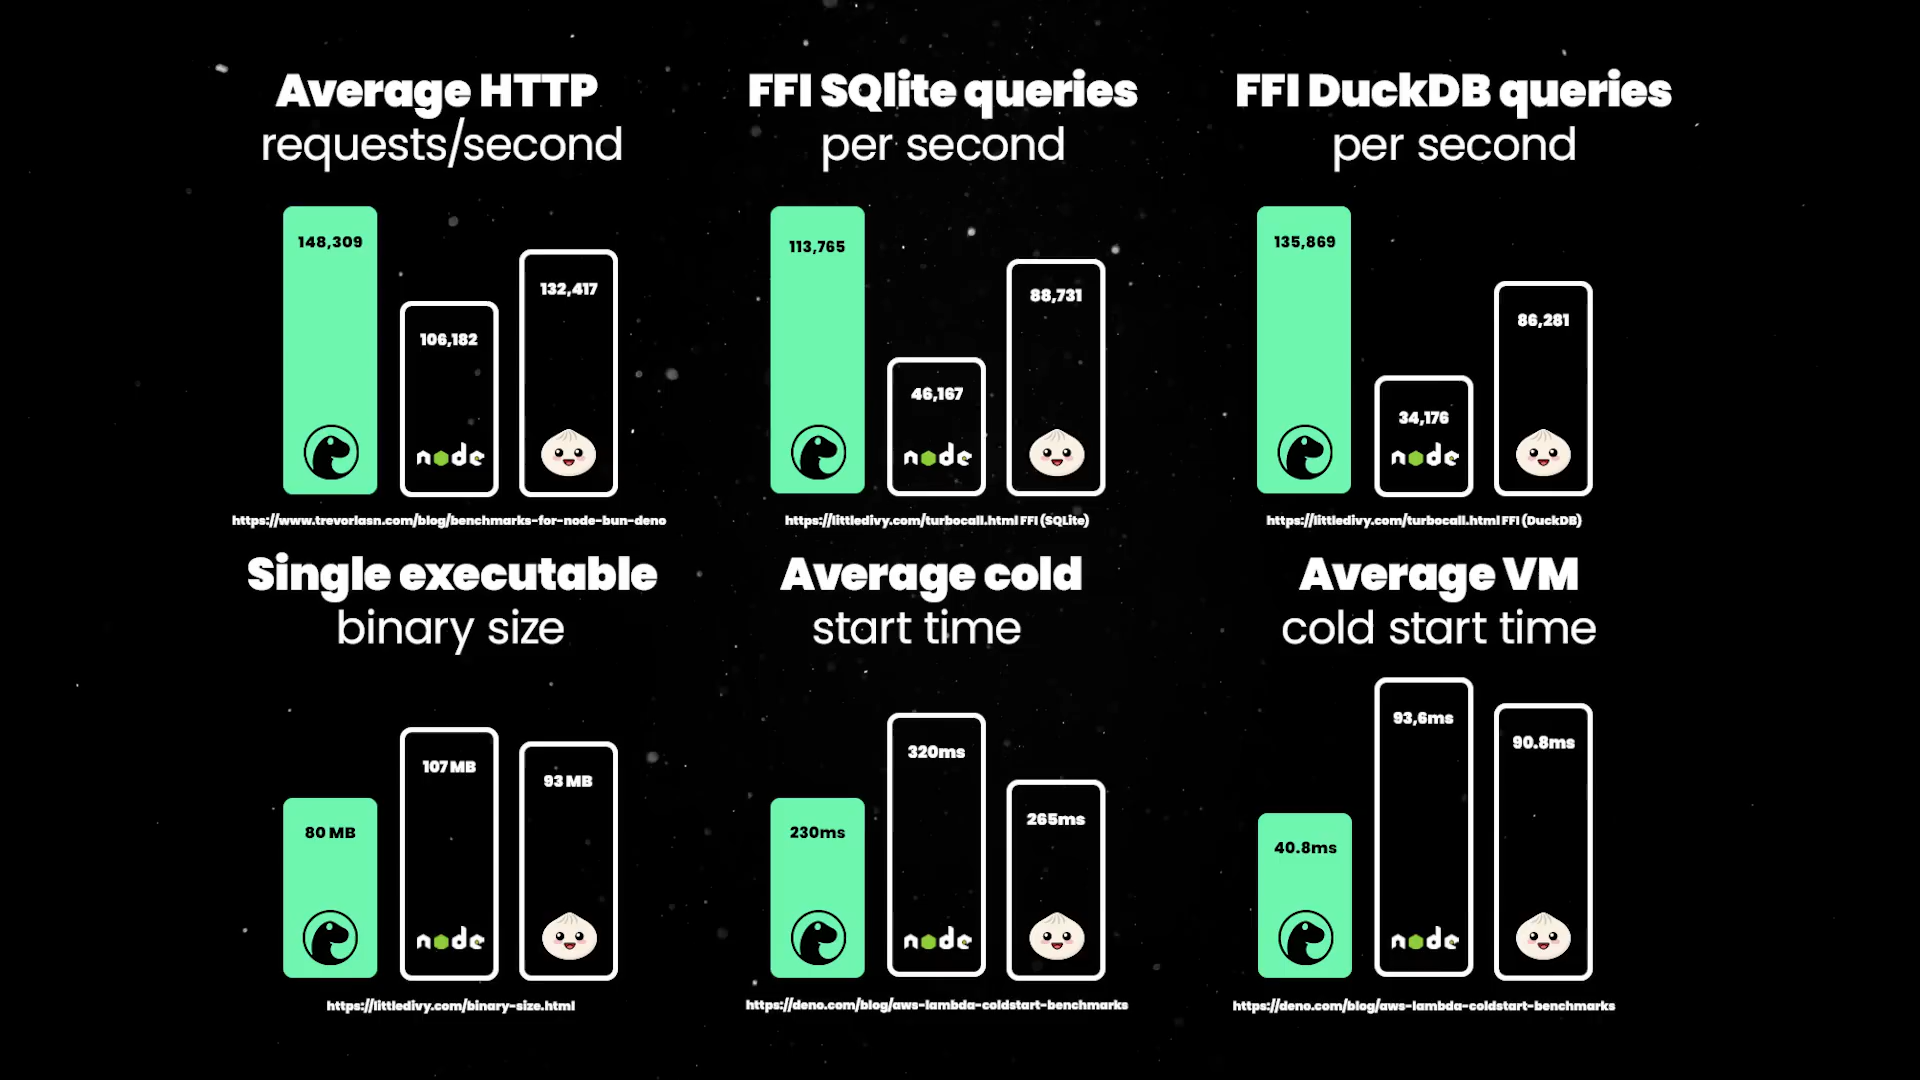 Average HTTP
requests/second
148,309
106,182
132,417
node
https://www.trevorlasn.com/blog/benchmarks-for-node-bun-deno
FFI SQlite queries
per second
113,765
46,167
88,731
node
https://littledivy.com/turbocall.html FFI (SQLite)
FFI DuckDB queries
per second
135,869
34,176
86,281
node
https://littledivy.com/turbocall.html FFI (DuckDB)
Single executable
binary size
80 MB
107 MB
93 MB
node
https://littledivy.com/binary-size.html
Average cold
start time
230ms
320ms
265ms
node
https://deno.com/blog/aws-lambda-coldstart-benchmarks
Average VM
cold start time
40.8ms
93,6ms
90.8ms
node
https://deno.com/blog/aws-lambda-coldstart-benchmarks